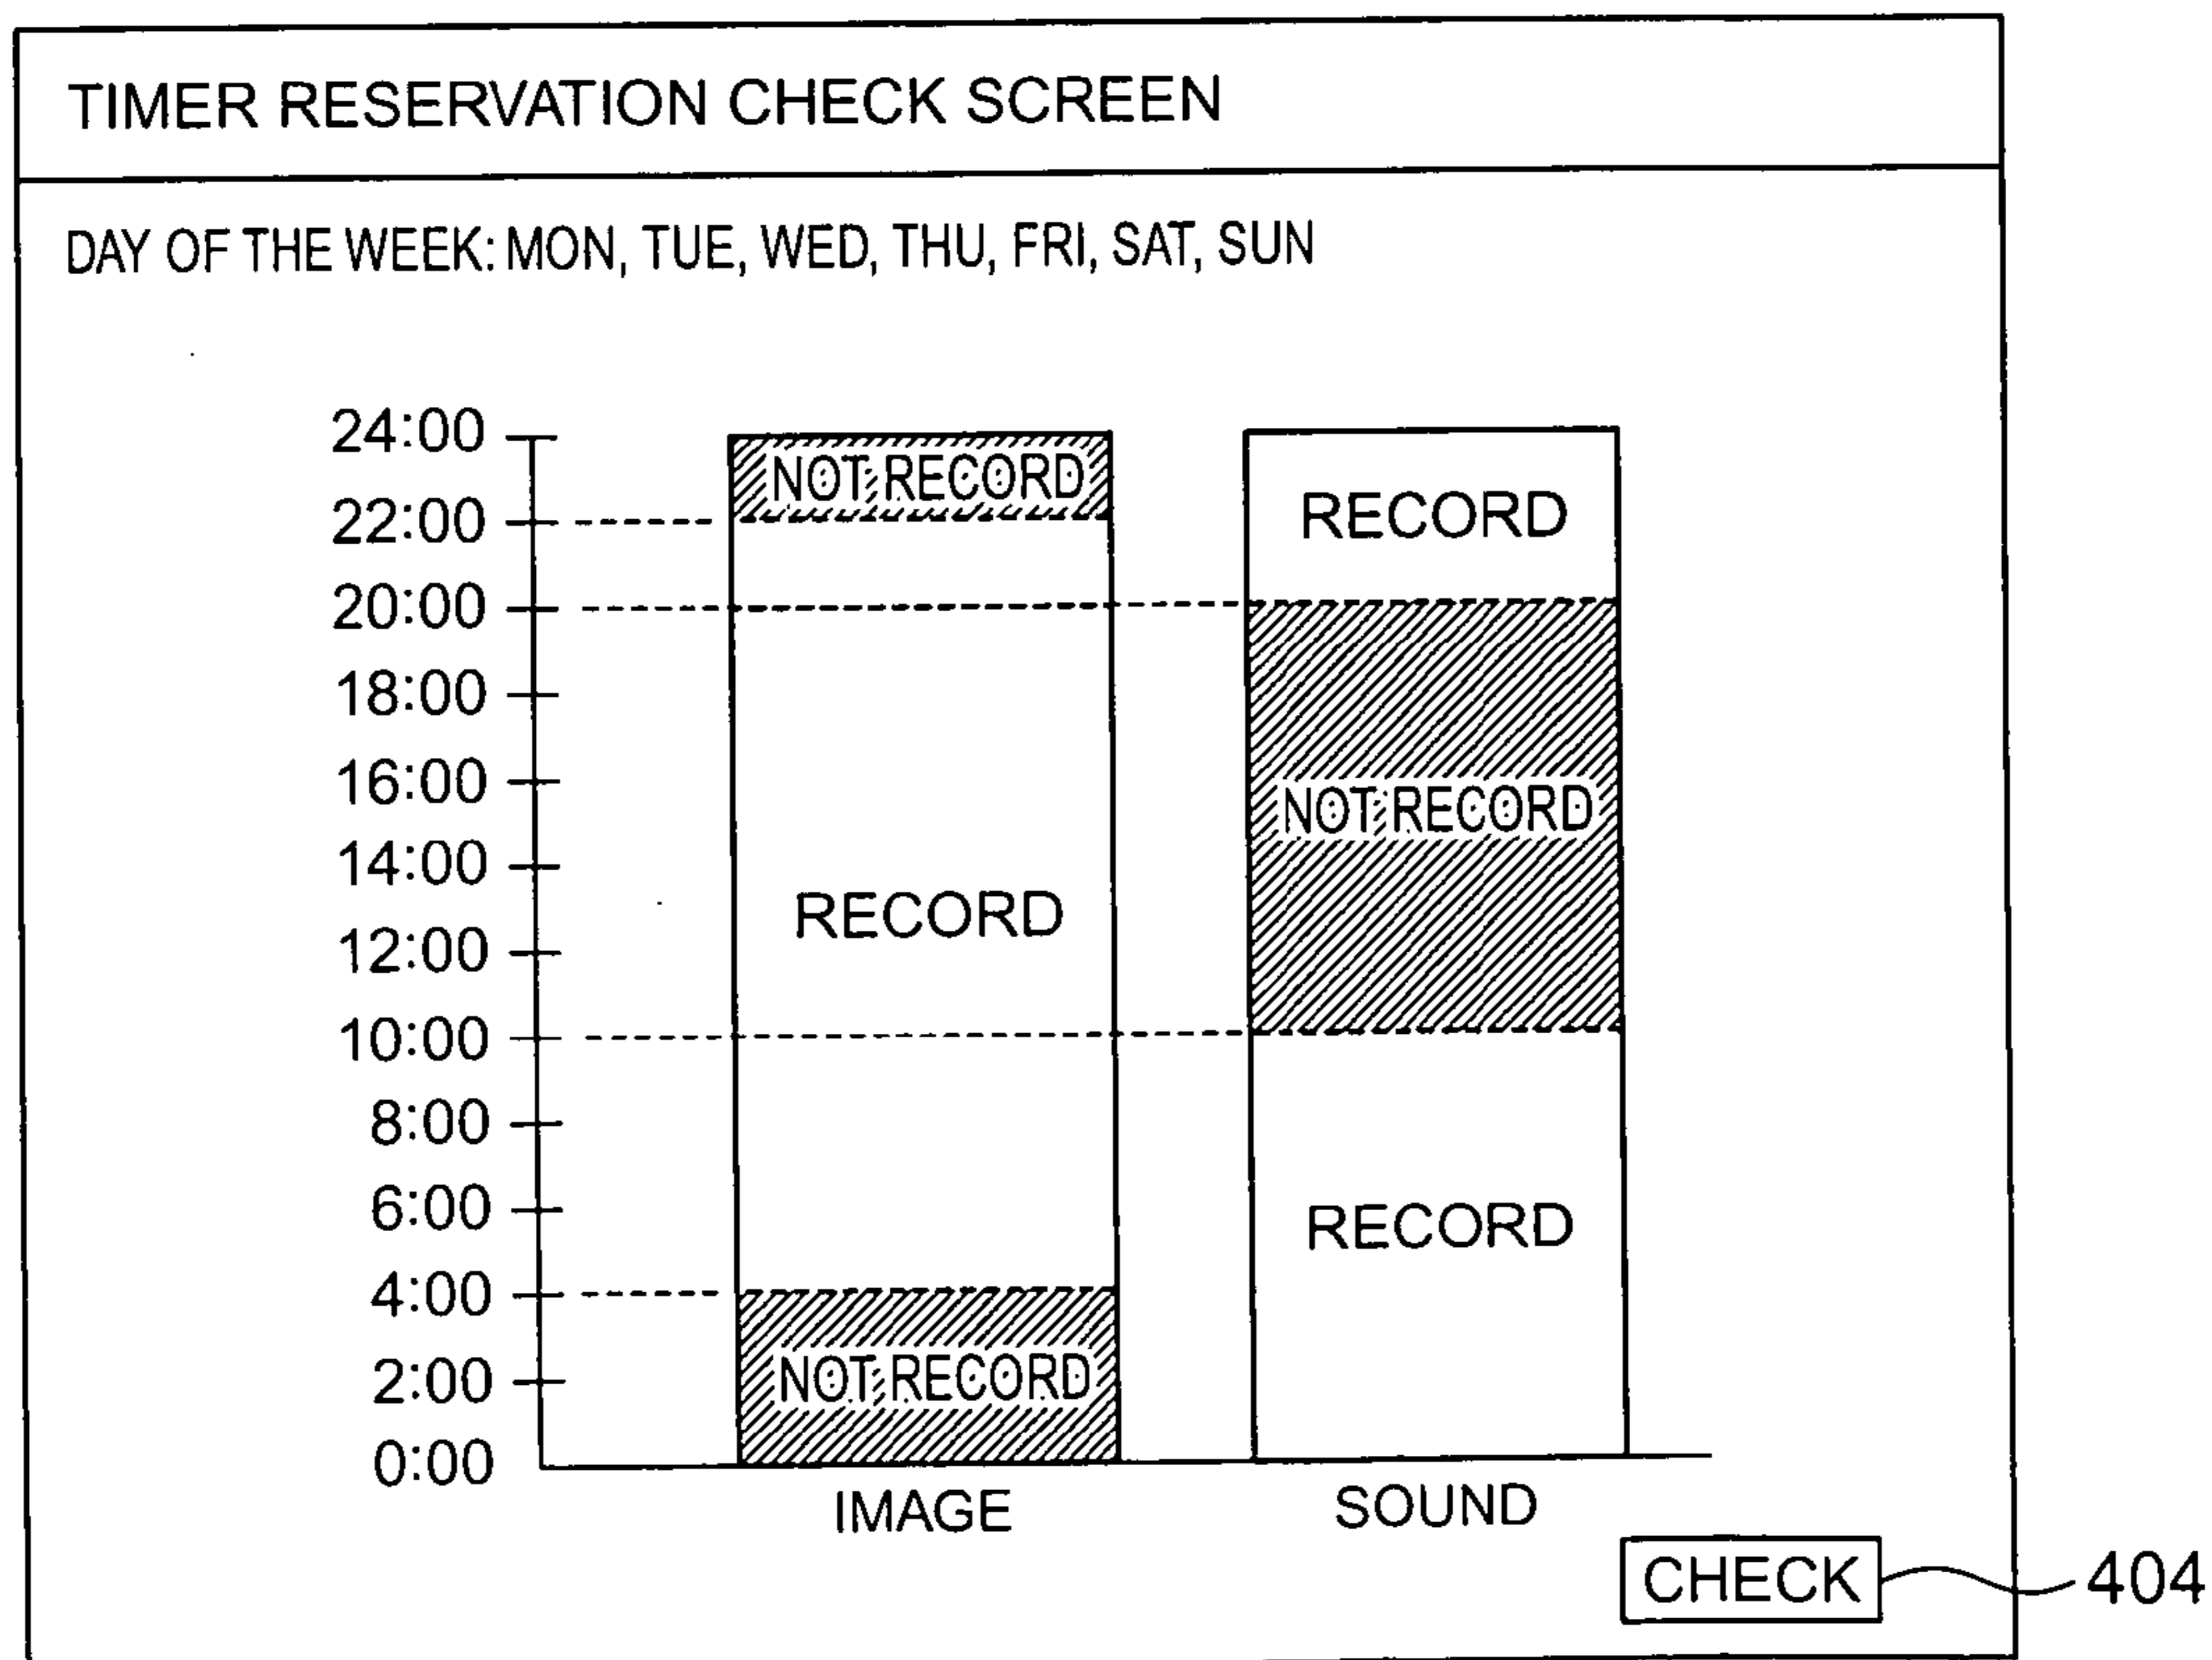 TIMER RESERVATION CHECK SCREEN
DAY OF THE WEEK: MON, TUE, WED, THU, FRI, SAT, SUN
24:00
22:00
20:00
18:00
16:00
14:00
12:00
10:00
8:00
6:00
4:00
2:00
0:00
NOT RECORD
RECORD
NOT RECORD
IMAGE
RECORD
NOT RECORD
RECORD
SOUND
CHECK
404